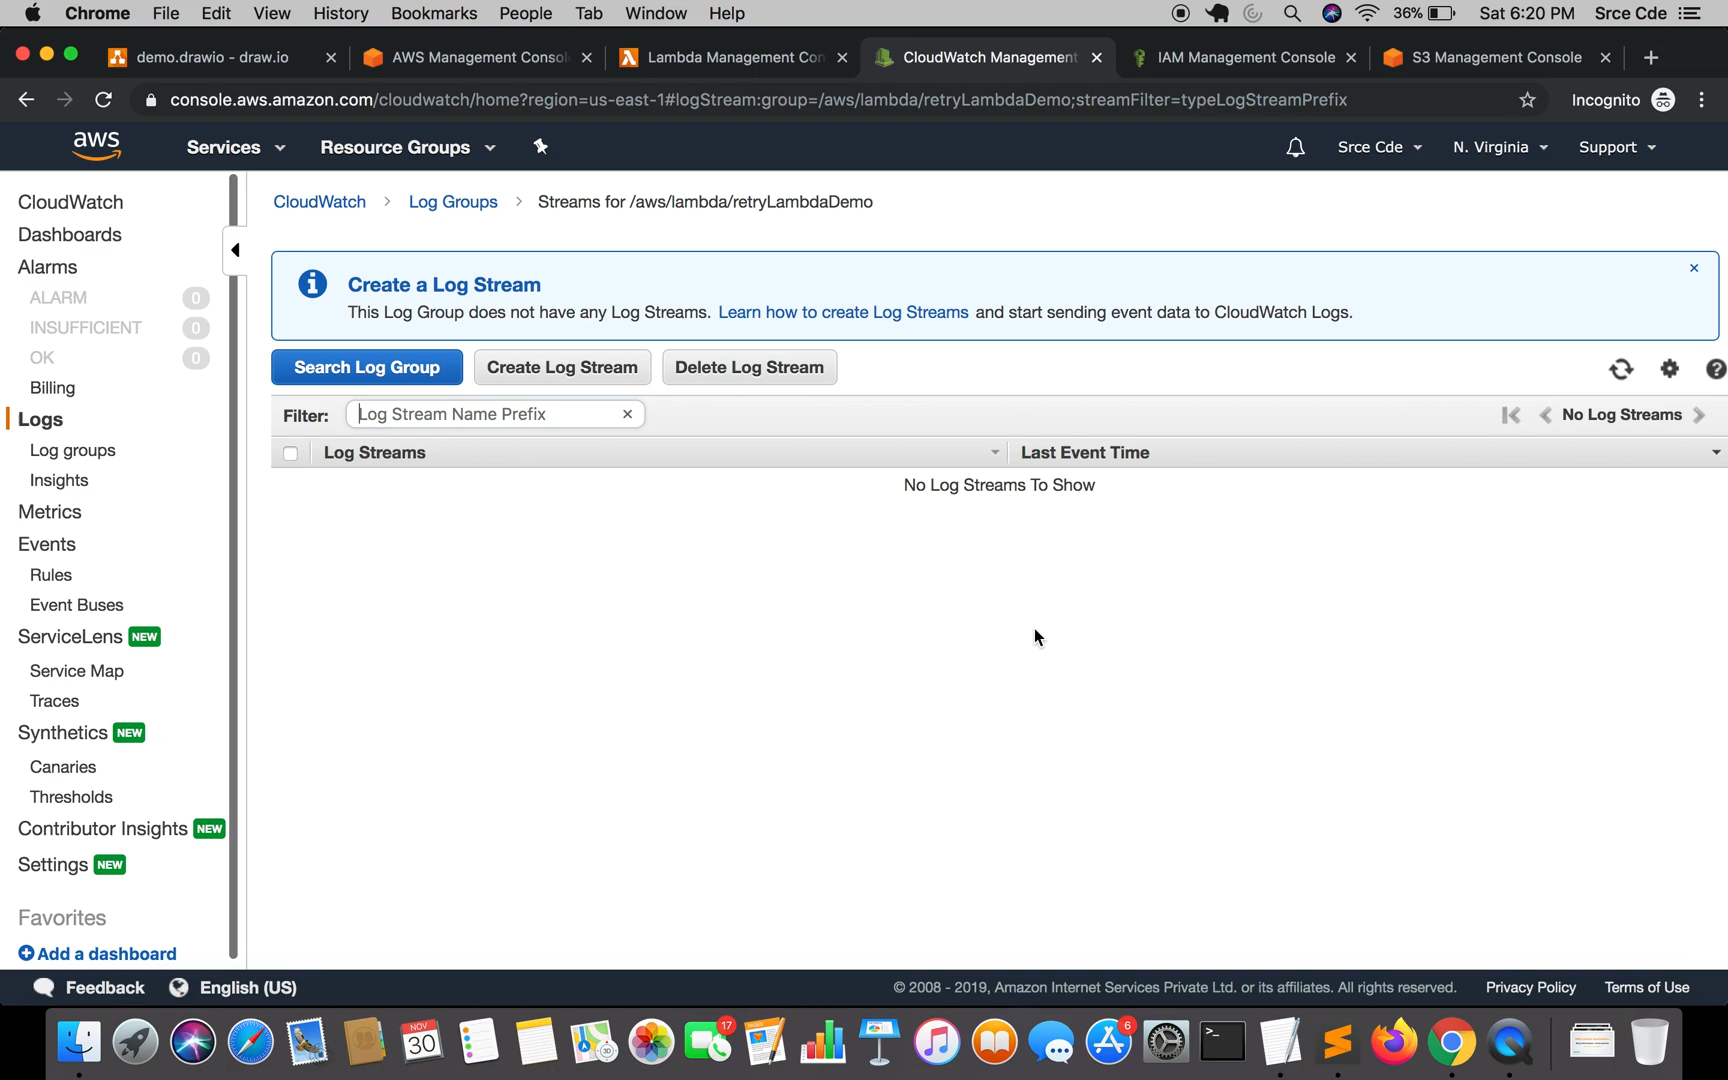 Chrome File Edit View History Bookmarks People Tab Window Help 36% Sat 6:20 PM Srce Cde
demo.drawio - draw.io AWS Management Consol Lambda Management Con CloudWatch Management IAM Management Console S3 Management Console
console.aws.amazon.com/cloudwatch/home?region=us-east-1#logStream:group=/aws/lambda/retryLambdaDemo;streamFilter=typeLogStreamPrefix Incognito
aws Services Resource Groups Srce Cde N. Virginia Support
CloudWatch
Dashboards
Alarms
ALARM 0
INSUFFICIENT 0
OK 0
Billing
Logs
Log groups
Insights
Metrics
Events
Rules
Event Buses
ServiceLens NEW
Service Map
Traces
Synthetics NEW
Canaries
Thresholds
Contributor Insights NEW
Settings NEW
Favorites
Add a dashboard
CloudWatch > Log Groups > Streams for /aws/lambda/retryLambdaDemo
Create a Log Stream
This Log Group does not have any Log Streams. Learn how to create Log Streams and start sending event data to CloudWatch Logs.
Search Log Group Create Log Stream Delete Log Stream
Filter: Log Stream Name Prefix No Log Streams
Log Streams Last Event Time
No Log Streams To Show
Feedback English (US) © 2008 - 2019, Amazon Internet Services Private Ltd. or its affiliates. All rights reserved. Privacy Policy Terms of Use
NOV
30
17
6